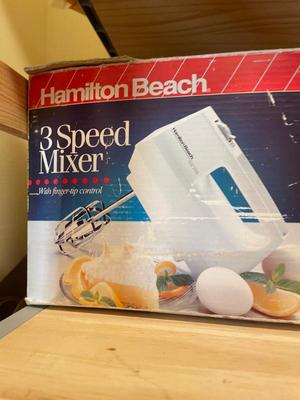 Hamilton Beach
3 Speed
Mixer
With finger-tip control
Hamilton Beach